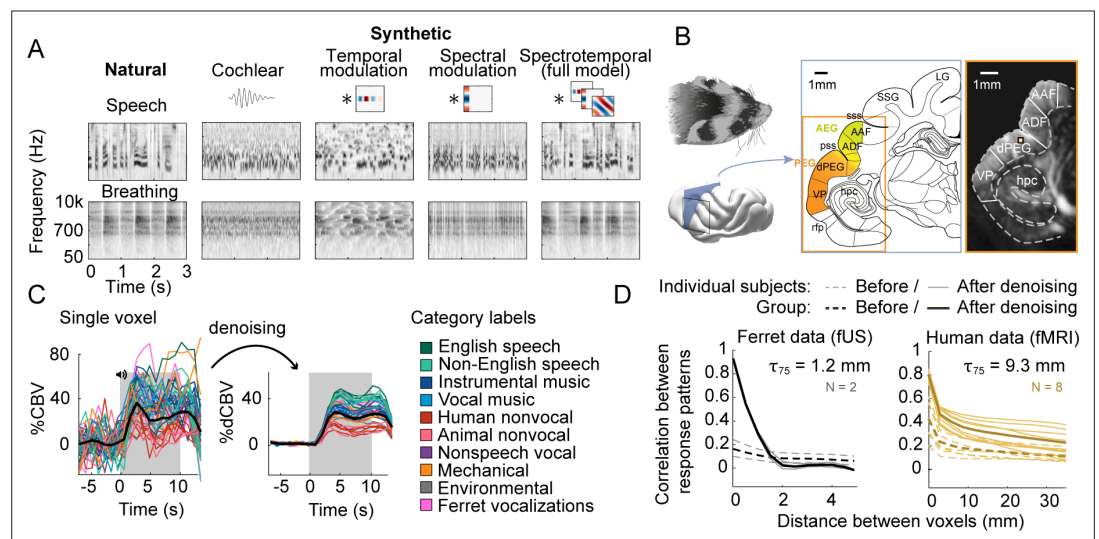 A
Synthetic
Natural
Cochlear
Temporal modulation
Spectral modulation
Spectrotemporal (full model)
* * *
Speech
Breathing
Frequency (Hz)
10k
700
50
0 1 2 3
Time (s)
B
1mm
LG
SSG
sss
AEG
AAF
ADF
pss
PEG
dPEG
VP
hpc
rfp
1mm
AAF
ADF
dPEG
VP
hpc
C
Single voxel
denoising
%CBV
80
40
0
-5 0 5 10
Time (s)
%dCBV
80
40
0
-5 0 5 10
Time (s)
Category labels
English speech
Non-English speech
Instrumental music
Vocal music
Human nonvocal
Animal nonvocal
Nonspeech vocal
Mechanical
Environmental
Ferret vocalizations
D
Individual subjects: Before / After denoising
Group: Before / After denoising
Ferret data (fUS)
τ75 = 1.2 mm
N = 2
Correlation between response patterns
1
0.8
0.6
0.4
0.2
0
0 2 4
Human data (fMRI)
τ75 = 9.3 mm
N = 8
1
0.8
0.6
0.4
0.2
0
0 10 20 30
Distance between voxels (mm)